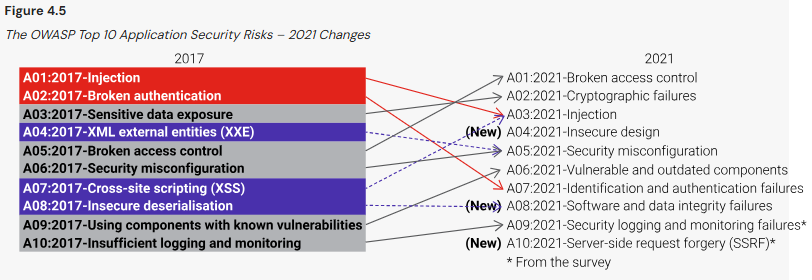 Figure 4.5
The OWASP Top 10 Application Security Risks – 2021 Changes
2017
A01:2017-Injection
A02:2017-Broken authentication
A03:2017-Sensitive data exposure
A04:2017-XML external entities (XXE)
A05:2017-Broken access control
A06:2017-Security misconfiguration
A07:2017-Cross-site scripting (XSS)
A08:2017-Insecure deserialisation
A09:2017-Using components with known vulnerabilities
A10:2017-Insufficient logging and monitoring
2021
A01:2021-Broken access control
A02:2021-Cryptographic failures
A03:2021-Injection
(New) A04:2021-Insecure design
A05:2021-Security misconfiguration
A06:2021-Vulnerable and outdated components
A07:2021-Identification and authentication failures
(New) A08:2021-Software and data integrity failures
A09:2021-Security logging and monitoring failures*
(New) A10:2021-Server-side request forgery (SSRF)*
* From the survey